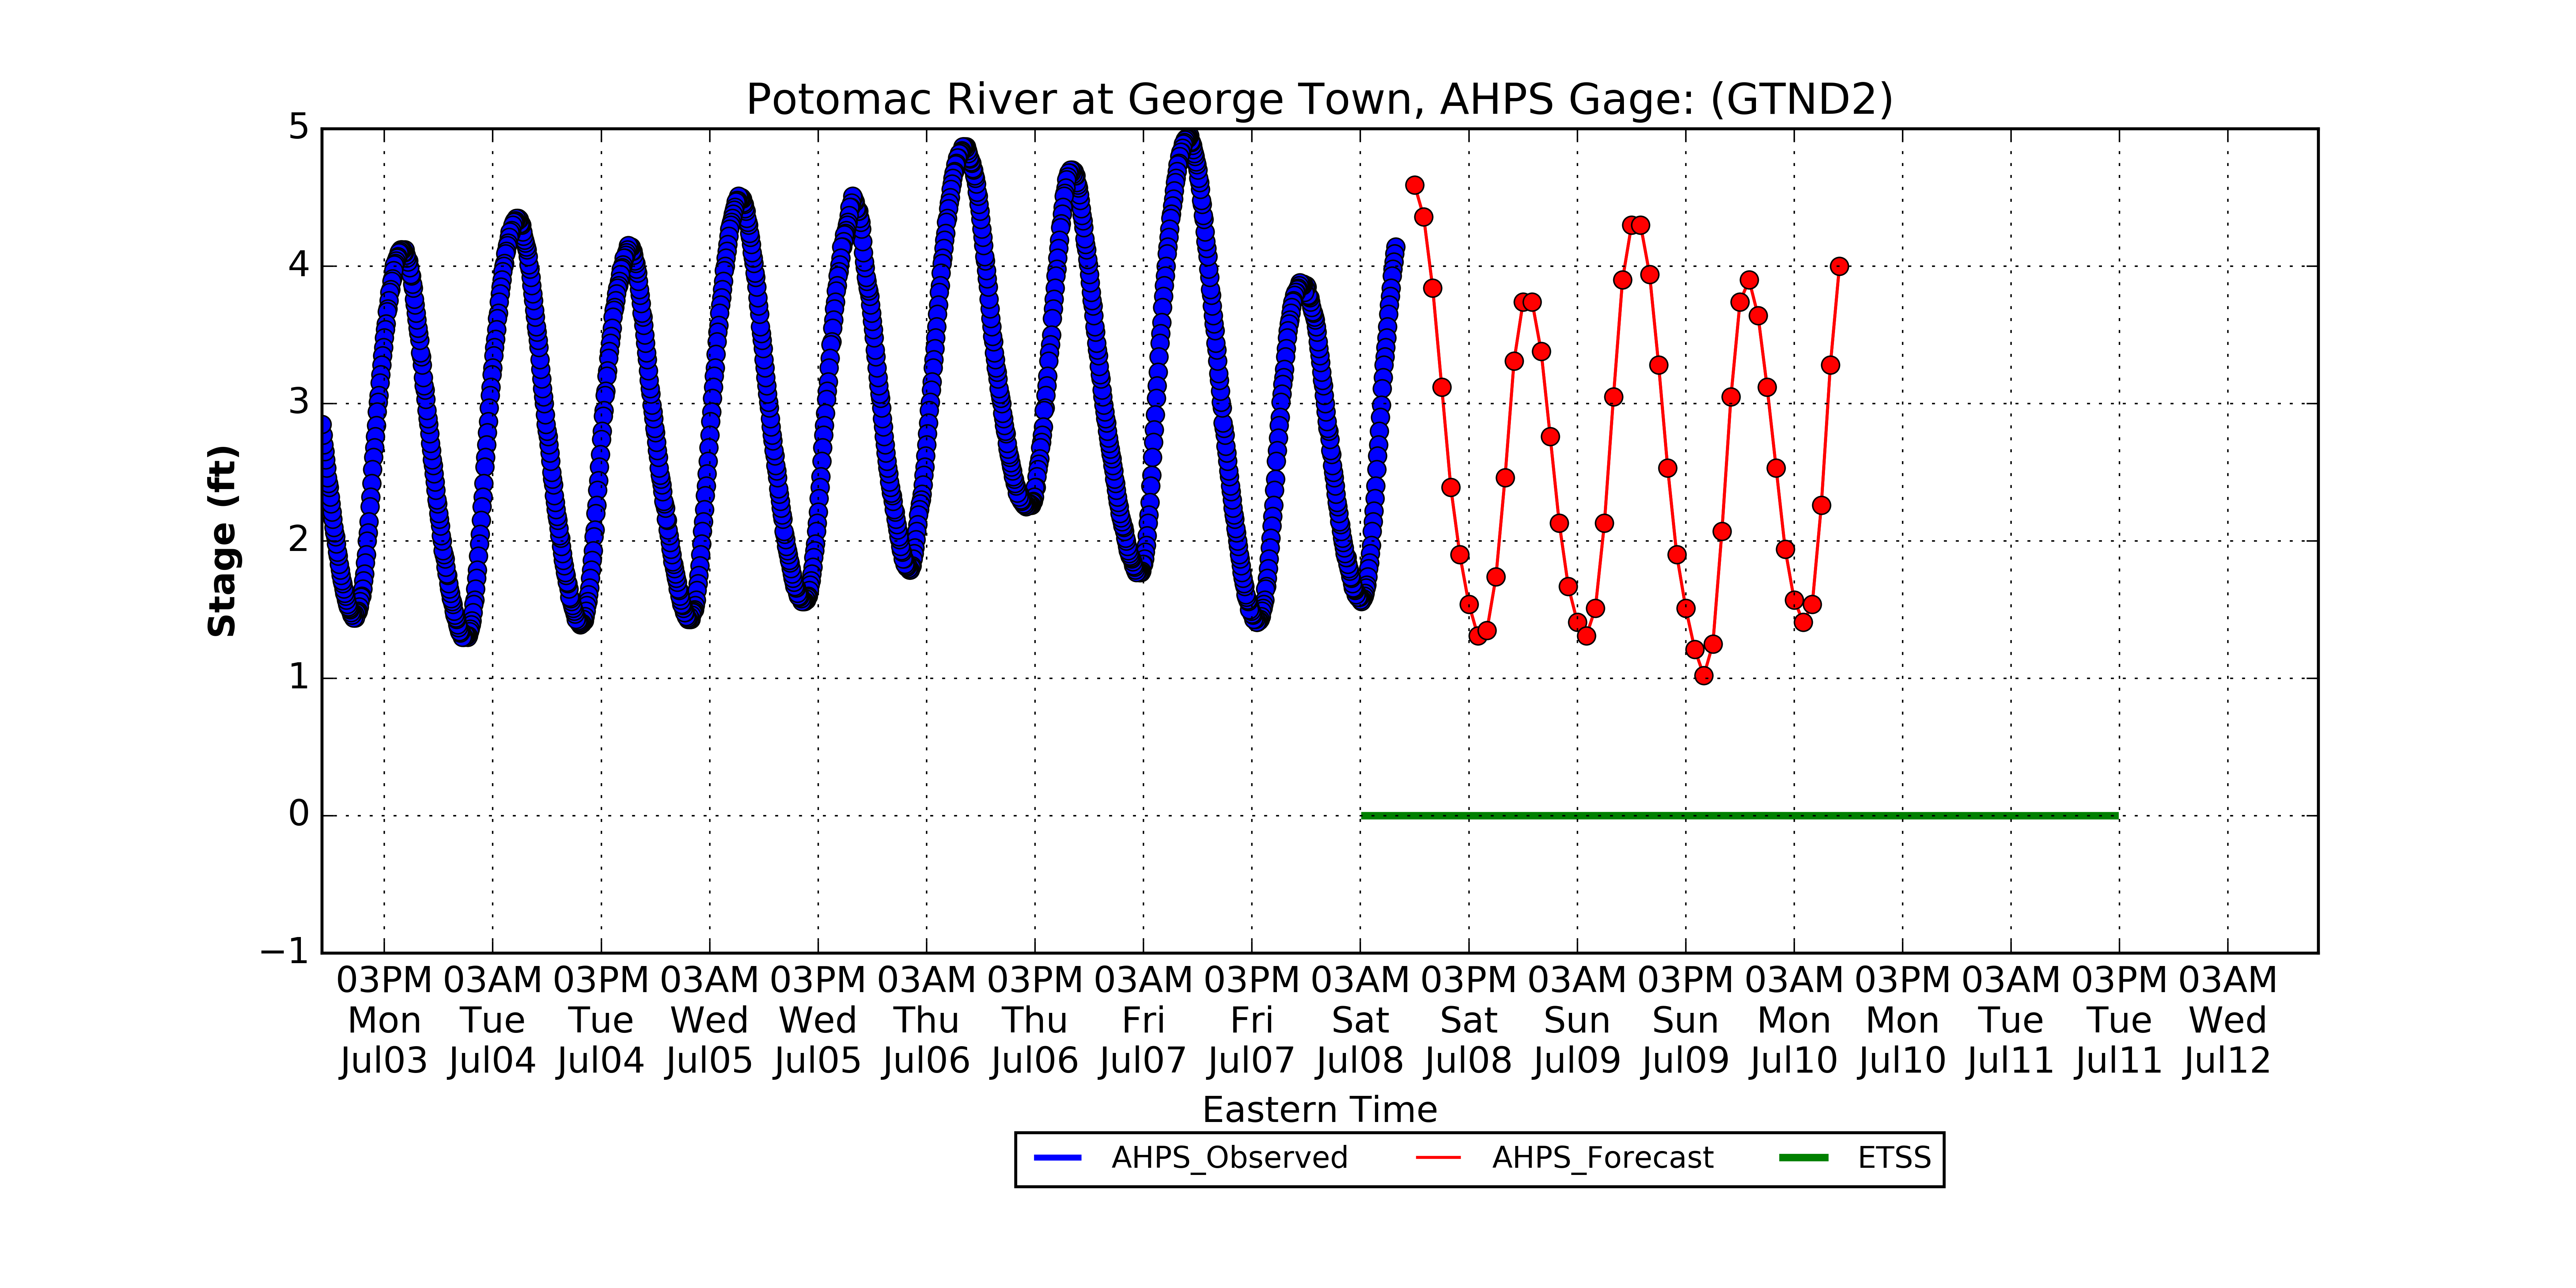 Potomac River at George Town, AHPS Gage: (GTND2)
5
4
3
2
1
0
−1
Stage (ft)
03PM 03AM 03PM 03AM 03PM 03AM 03PM 03AM 03PM 03AM 03PM 03AM 03PM 03AM 03PM 03AM 03PM 03AM
Mon Tue Tue Wed Wed Thu Thu Fri Fri Sat Sat Sun Sun Mon Mon Tue Tue Wed
Jul03 Jul04 Jul04 Jul05 Jul05 Jul06 Jul06 Jul07 Jul07 Jul08 Jul08 Jul09 Jul09 Jul10 Jul10 Jul11 Jul11 Jul12
Eastern Time
AHPS_Observed AHPS_Forecast ETSS